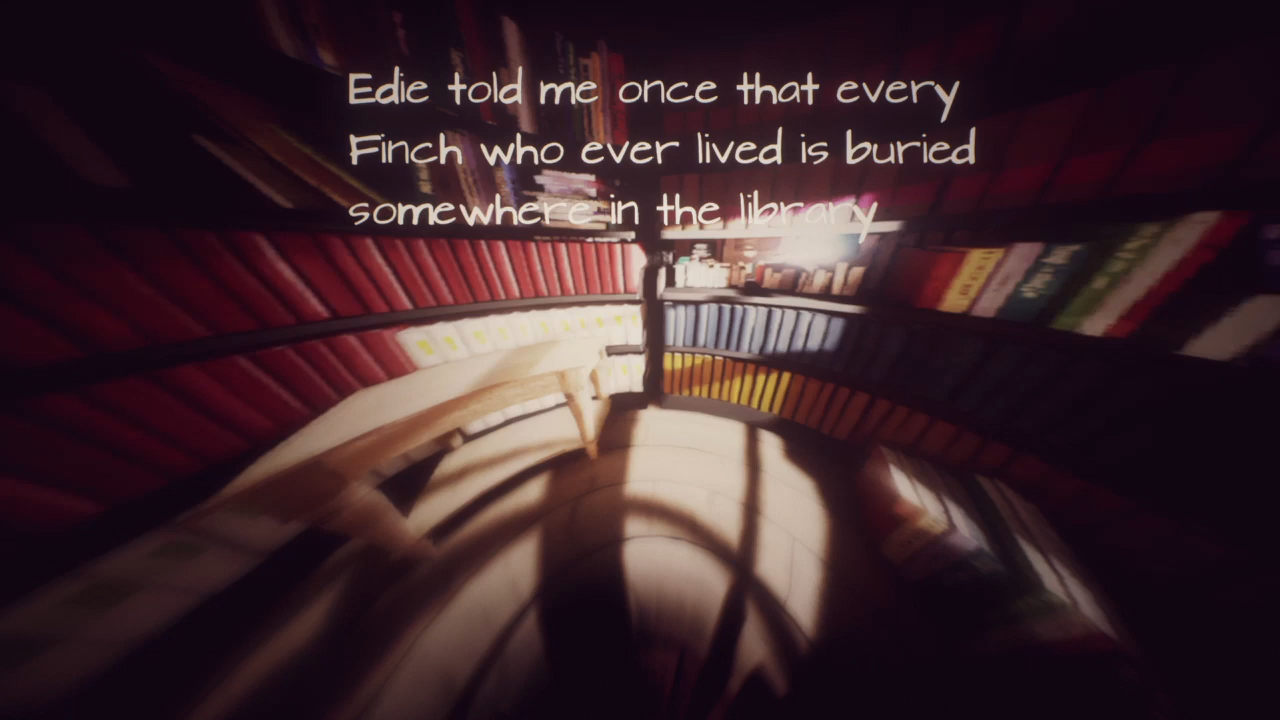 Edie told me once that every
Finch who ever lived is buried
somewhere in the library